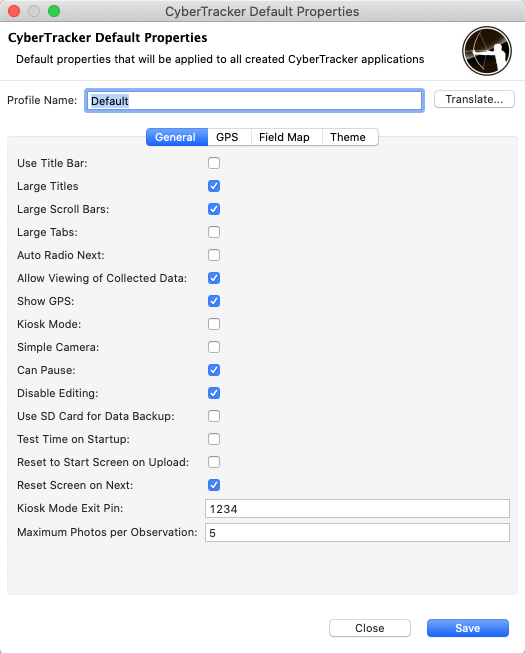 CyberTracker Default Properties
CyberTracker Default Properties
Default properties that will be applied to all created CyberTracker applications
Profile Name: Default Translate...
General GPS Field Map Theme
Use Title Bar:
Large Titles
Large Scroll Bars:
Large Tabs:
Auto Radio Next:
Allow Viewing of Collected Data:
Show GPS:
Kiosk Mode:
Simple Camera:
Can Pause:
Disable Editing:
Use SD Card for Data Backup:
Test Time on Startup:
Reset to Start Screen on Upload:
Reset Screen on Next:
Kiosk Mode Exit Pin: 1234
Maximum Photos per Observation: 5
Close Save